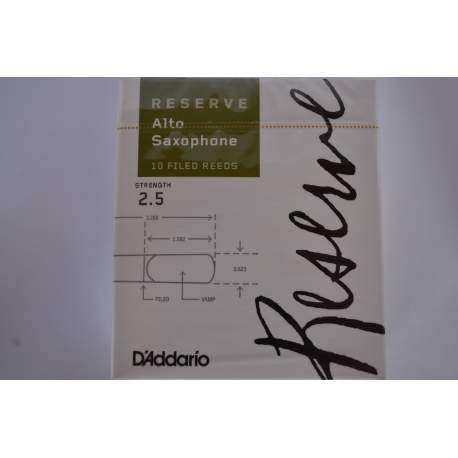 RESERVE
Alto
Saxophone
10 FILED REEDS
STRENGTH
2.5
FILED
VAMP
D'Addario
Reserve